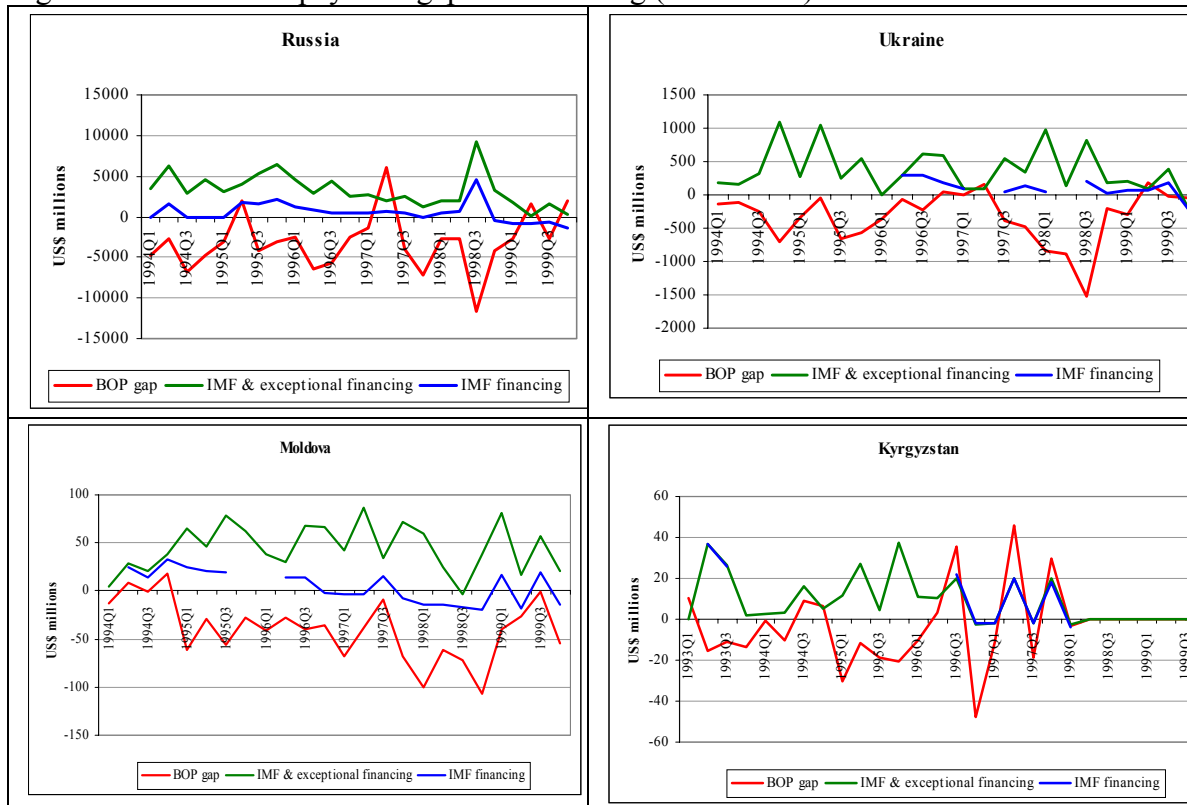 Russia
US$ millions
15000
10000
5000
0
-5000
-10000
-15000
1994Q1
1994Q3
1995Q1
1995Q3
1996Q1
1996Q3
1997Q1
1997Q3
1998Q1
1998Q3
1999Q1
1999Q3
BOP gap IMF & exceptional financing IMF financing
Ukraine
US$ millions
1500
1000
500
0
-500
-1000
-1500
-2000
1994Q1
1994Q3
1995Q1
1995Q3
1996Q1
1996Q3
1997Q1
1997Q3
1998Q1
1998Q3
1999Q1
1999Q3
BOP gap IMF & exceptional financing IMF financing
Moldova
US$ millions
100
50
0
-50
-100
-150
1994Q1
1994Q3
1995Q1
1995Q3
1996Q1
1996Q3
1997Q1
1997Q3
1998Q1
1998Q3
1999Q1
1999Q3
BOP gap IMF & exceptional financing IMF financing
Kyrgyzstan
US$ millions
60
40
20
0
-20
-40
-60
1993Q1
1993Q3
1994Q1
1994Q3
1995Q1
1995Q3
1996Q1
1996Q3
1997Q1
1997Q3
1998Q1
1998Q3
1999Q1
1999Q3
BOP gap IMF & exceptional financing IMF financing